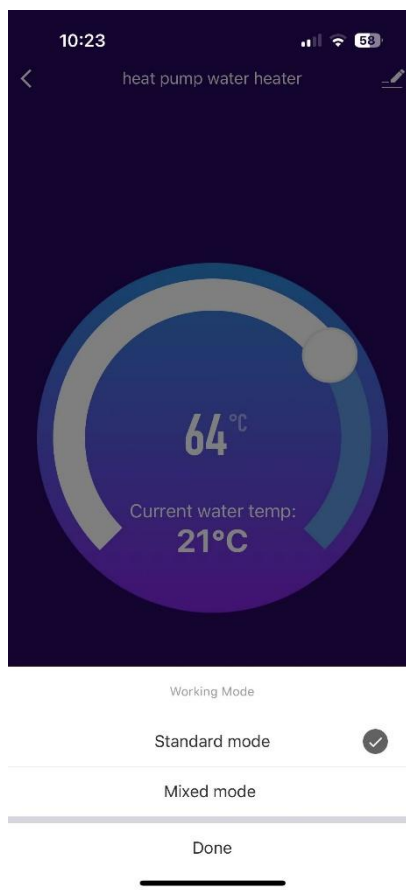 10:23
58
heat pump water heater
64°C
Current water temp:
21°C
Working Mode
Standard mode
Mixed mode
Done